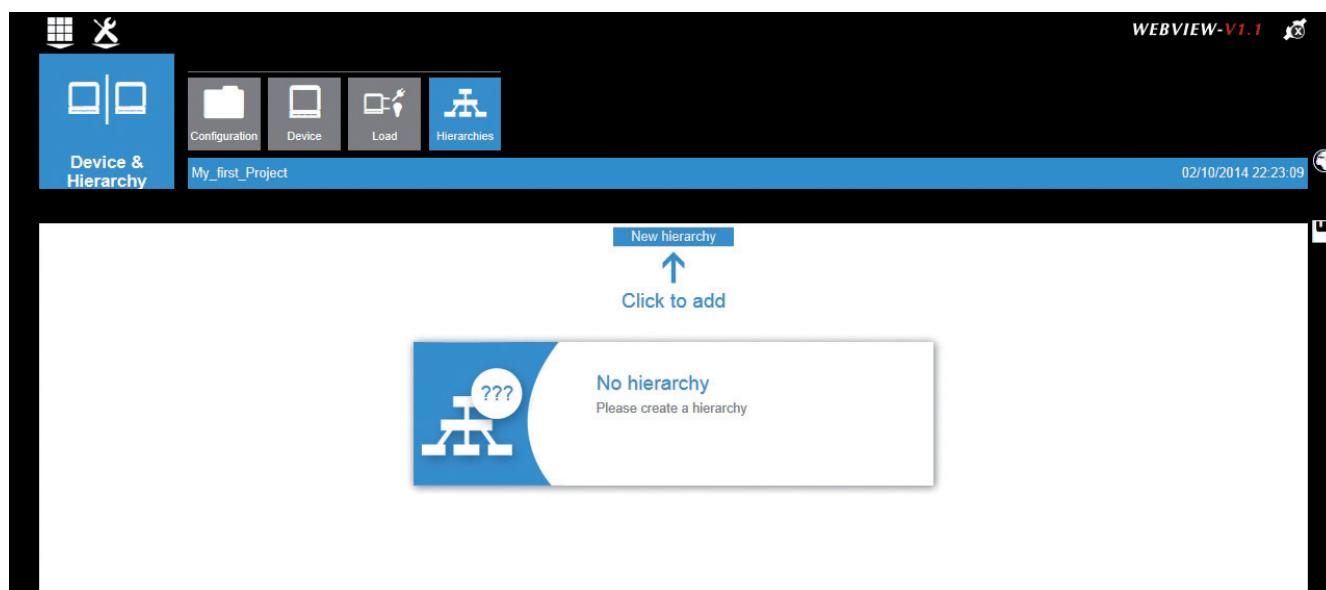 WEBVIEW-V1.1
Configuration
Device
Load
Hierarchies
Device &
Hierarchy
My_first_Project
02/10/2014 22:23:09
New hierarchy
Click to add
???
No hierarchy
Please create a hierarchy